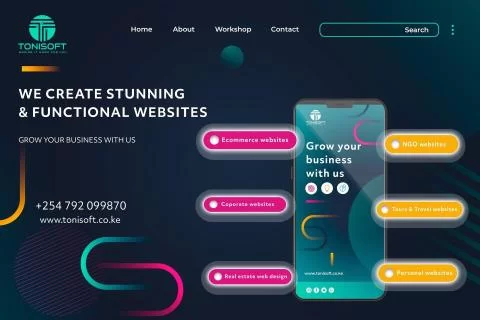 TONISOFT
Home
About
Workshop
Contact
Search
WE CREATE STUNNING
& FUNCTIONAL WEBSITES
GROW YOUR BUSINESS WITH US
+254 792 099870
www.tonisoft.co.ke
TONISOFT
Grow your
business
with us
www.tonisoft.co.ke
Ecommerce websites
Coporate websites
Real estate web design
NGO websites
Tours & Travel websites
Personal websites